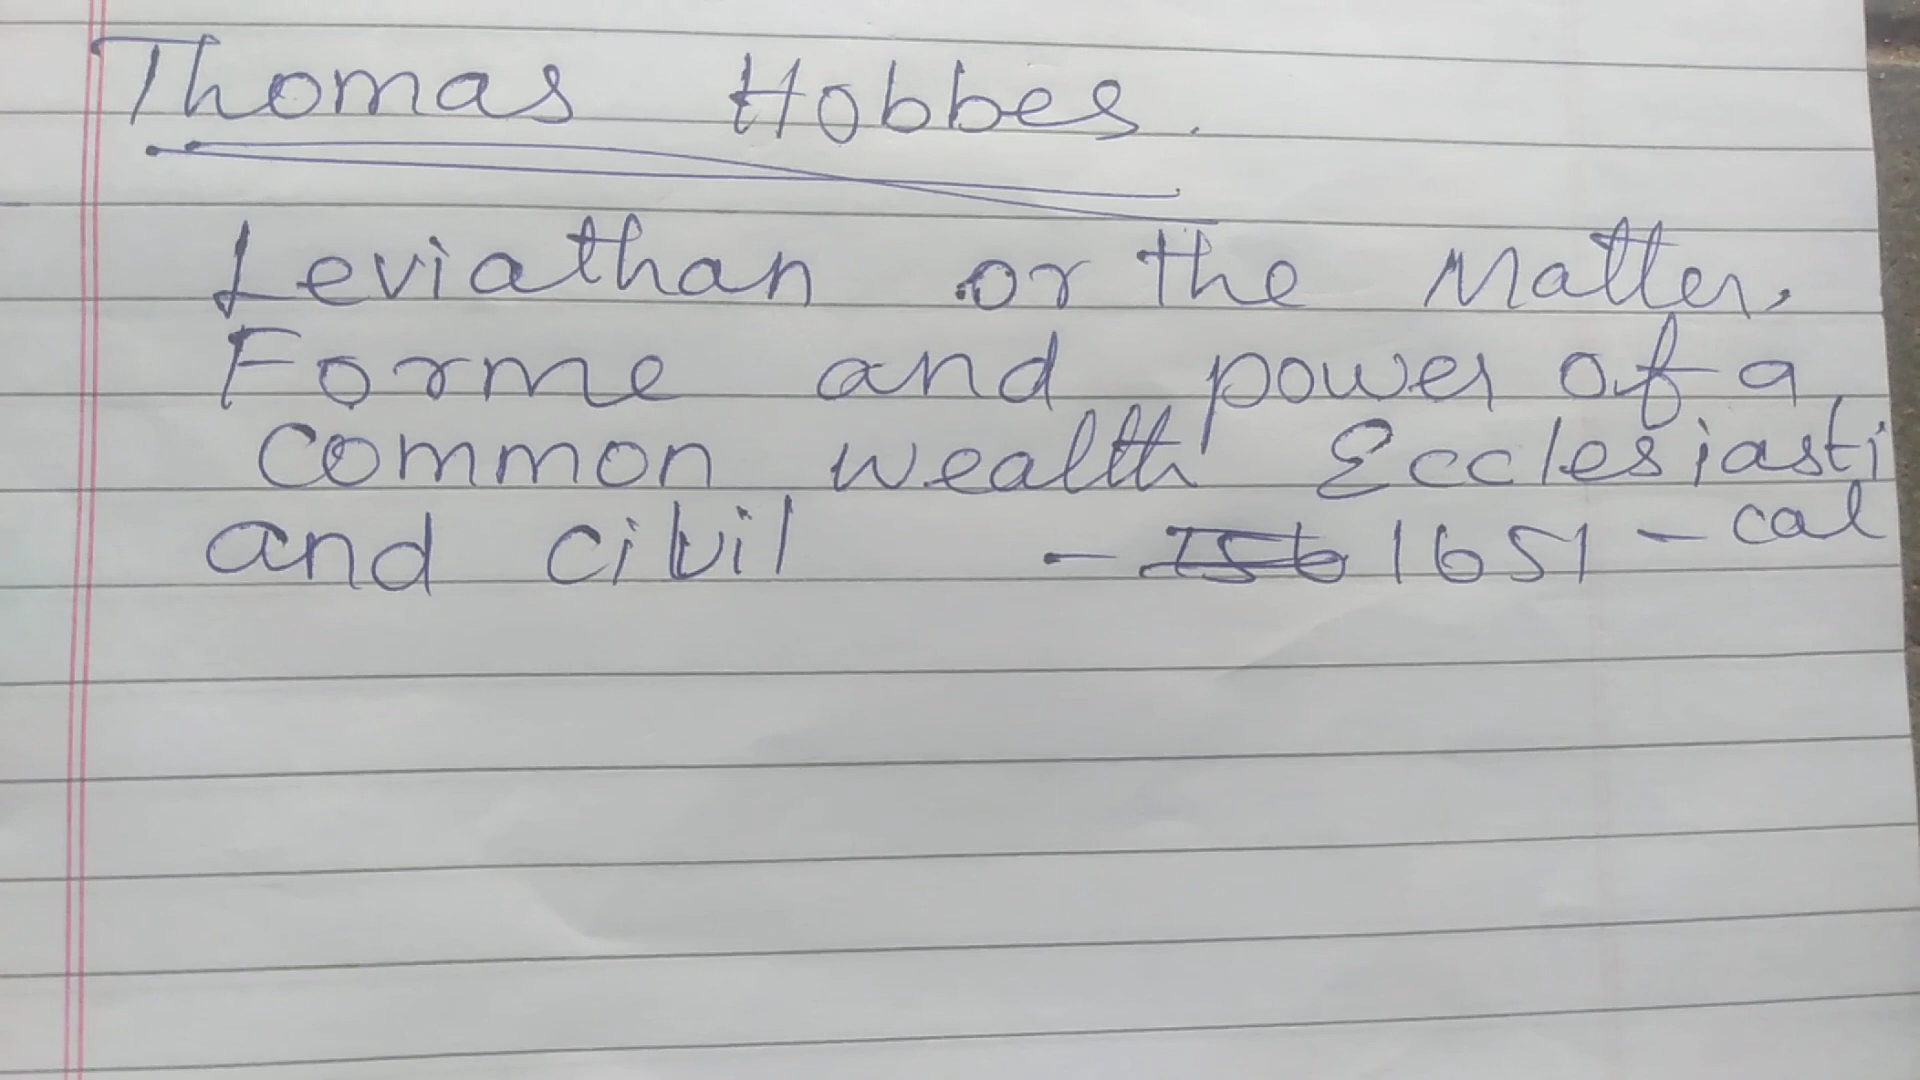 Thomas Hobbes.
Leviathan or the Matter,
Forme and power of a
Common wealth Ecclesiasti
and civil - 1651 - cal